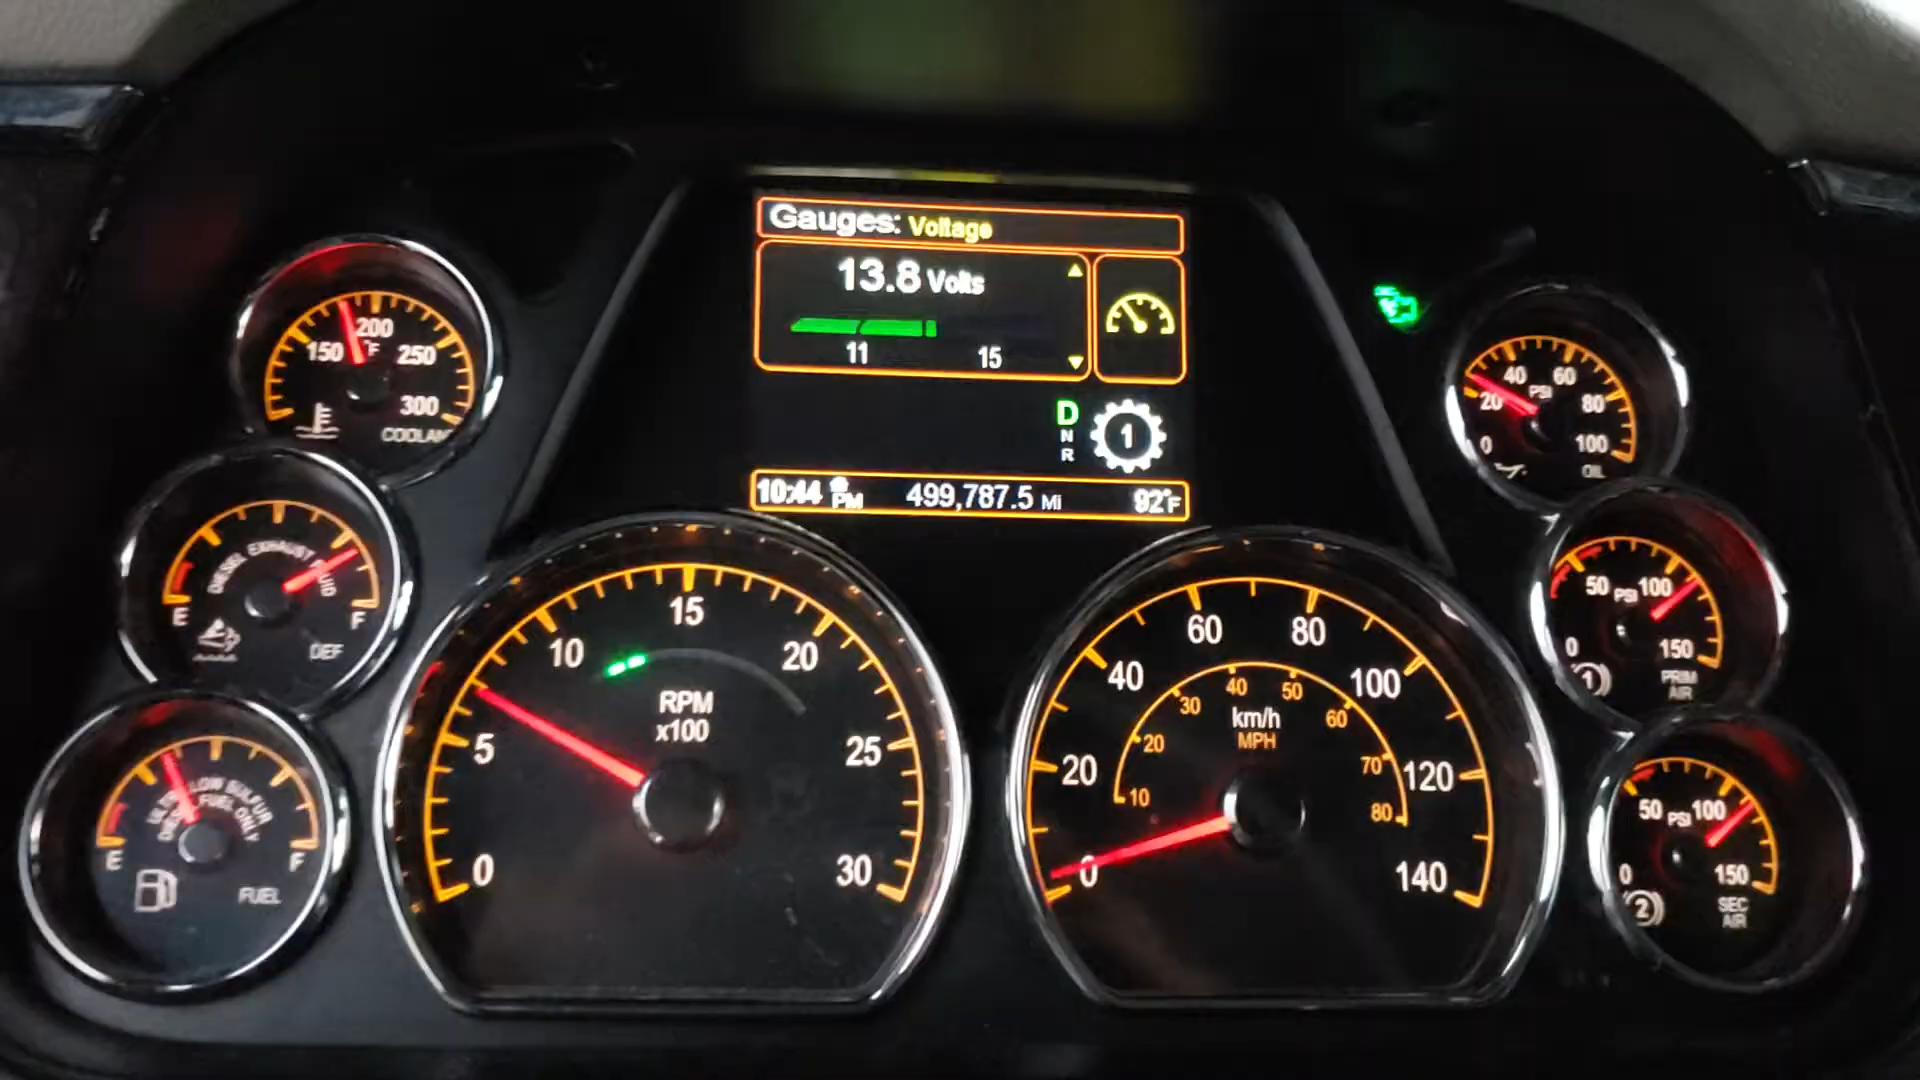 Gauges: Voltage
13.8 Volts
11 15
D
N
R
1
10:44 PM 499,787.5 Mi 92°F
150 200 250 300
°F
COOLANT
DIESEL EXHAUST FLUID
E F
DEF
ULTRA LOW SULFUR
DIESEL FUEL ONLY
E F
FUEL
0 5 10 15 20 25 30
RPM
x100
0 20 40 60 80 100 120 140
km/h
MPH
10 20 30 40 50 60 70 80
0 20 40 60 80 100
PSI
OIL
0 50 100 150
PSI
1
PRIM
AIR
0 50 100 150
PSI
2
SEC
AIR